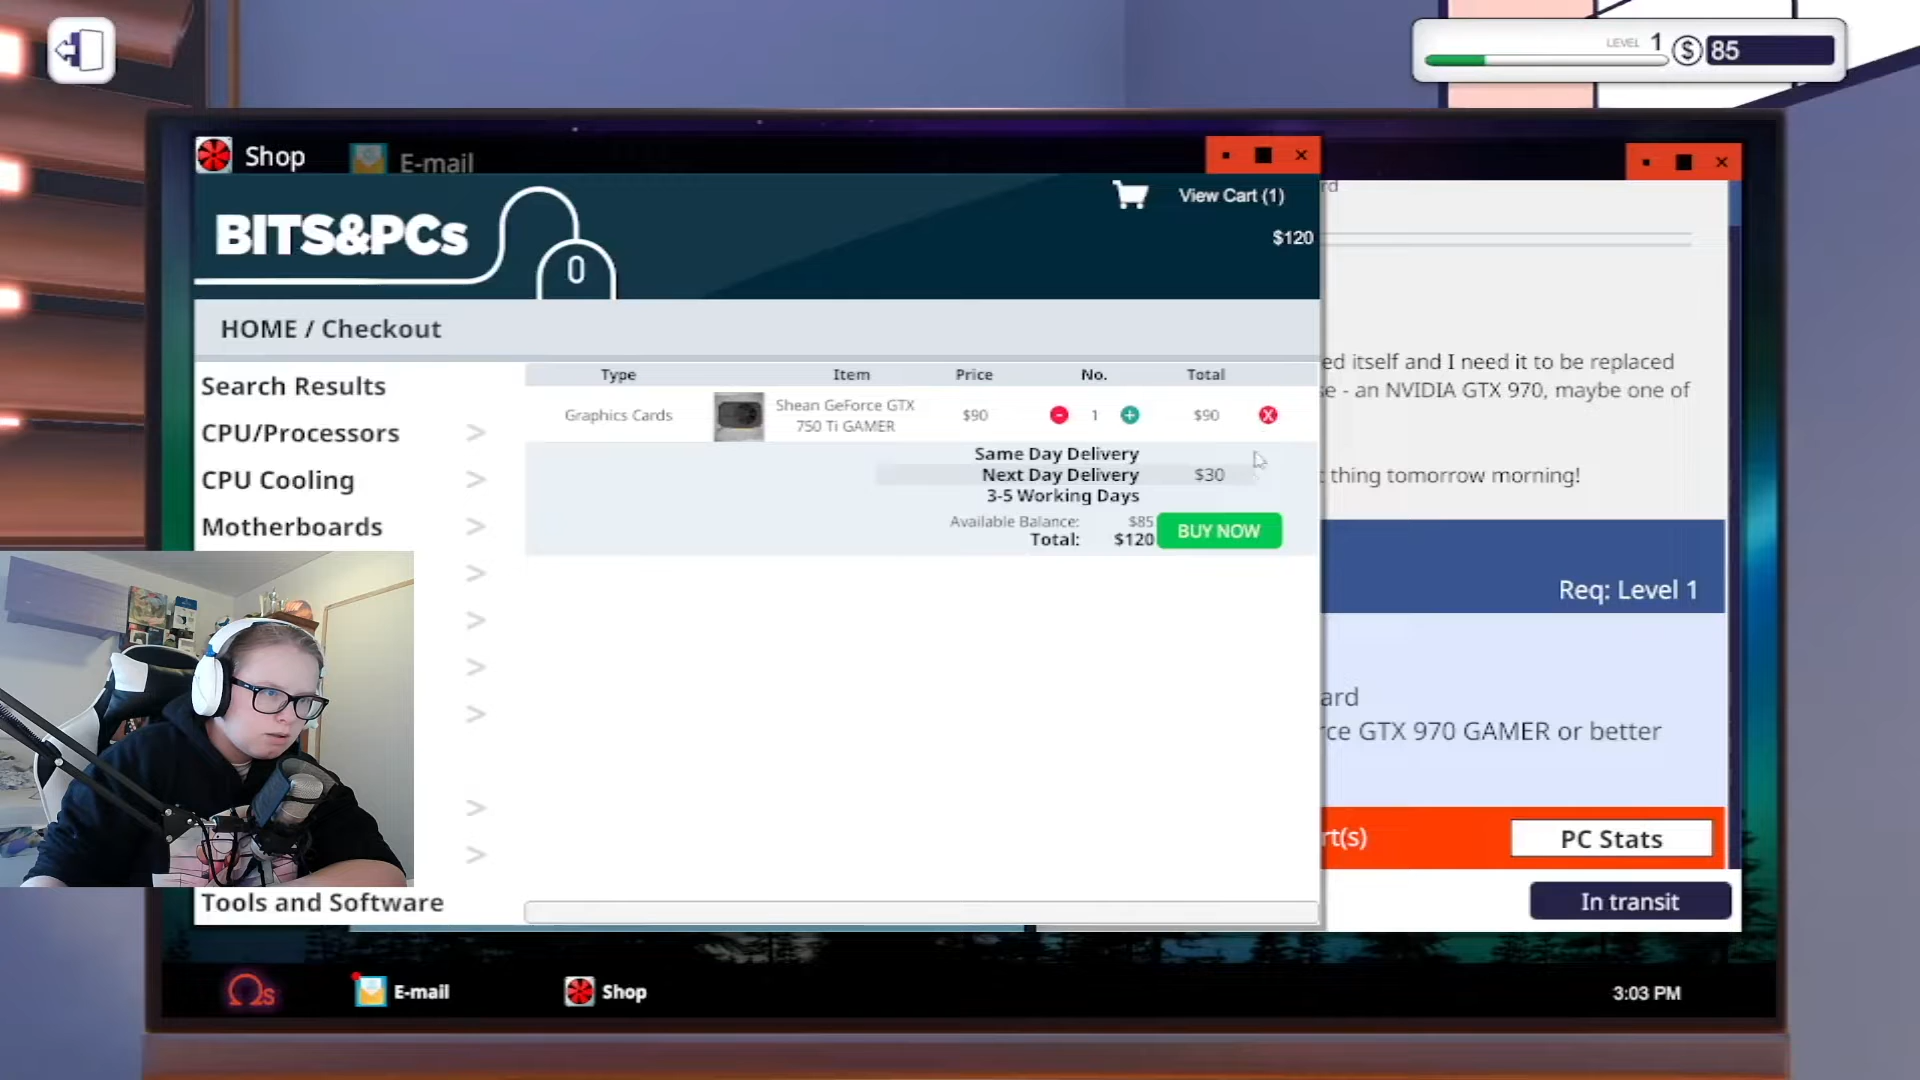 LEVEL 1 $ 85
Shop
E-mail
BITS&PCs
View Cart (1)
$120
HOME / Checkout
Search Results
CPU/Processors >
CPU Cooling >
Motherboards >
>
>
>
>
>
>
Tools and Software
Type Item Price No. Total
Graphics Cards Shean GeForce GTX $90 1 $90
750 Ti GAMER
Same Day Delivery
Next Day Delivery $30
3-5 Working Days
Available Balance: $85
Total: $120
BUY NOW
rd
ed itself and I need it to be replaced
se - an NVIDIA GTX 970, maybe one of
t thing tomorrow morning!
Req: Level 1
ard
rce GTX 970 GAMER or better
rt(s)
PC Stats
In transit
Ωs
E-mail
Shop
3:03 PM